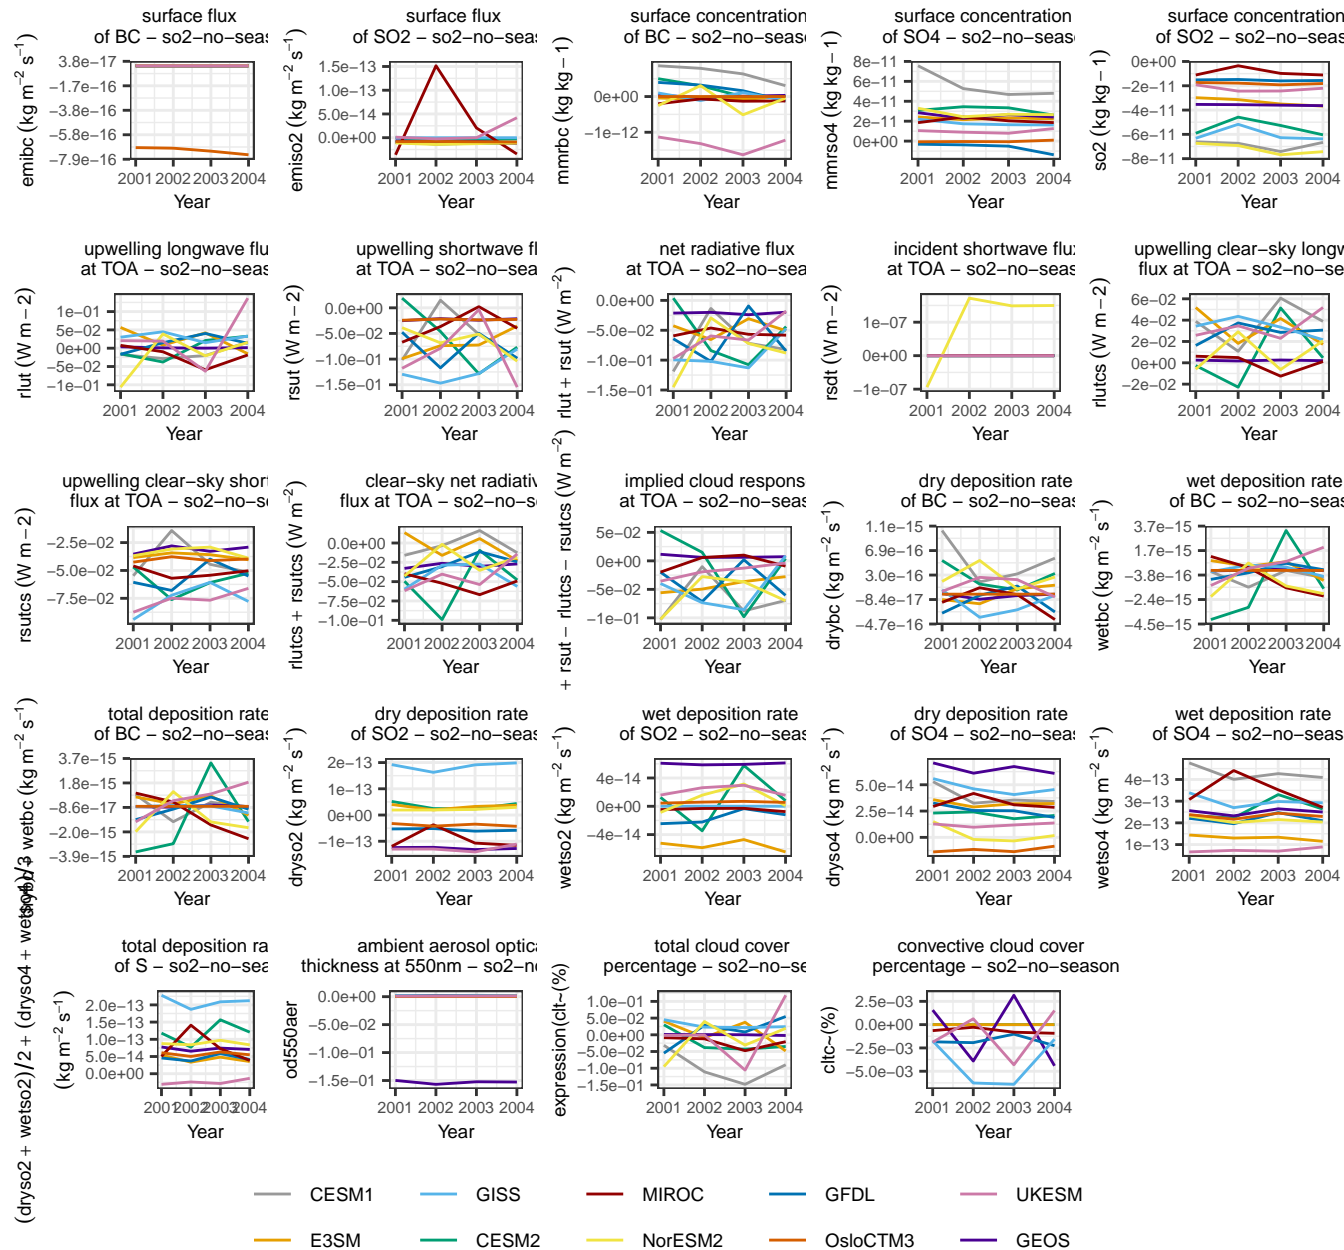 surface flux
of BC − so2−no−seas
emibc (kg m−2 s−1)
3.8e−17
−1.8e−16
−3.8e−16
−5.8e−16
−7.9e−16
2001 2002 2003 2004
Year
surface flux
of SO2 − so2−no−seas
emiso2 (kg m−2 s−1)
1.5e−13
1.0e−13
5.0e−14
0.0e+00
2001 2002 2003 2004
Year
surface concentration
of BC − so2−no−seas
mmrbc (kg kg−1)
0e+00
−1e−12
2001 2002 2003 2004
Year
surface concentration
of SO4 − so2−no−seas
mmrso4 (kg kg−1)
8e−11
6e−11
4e−11
2e−11
0e+00
2001 2002 2003 2004
Year
surface concentration
of SO2 − so2−no−seas
so2 (kg kg−1)
0e+00
−2e−11
−4e−11
−6e−11
−8e−11
2001 2002 2003 2004
Year
upwelling longwave flu
at TOA − so2−no−seas
rlut (W m−2)
1e−01
5e−02
0e+00
−5e−02
−1e−01
2001 2002 2003 2004
Year
upwelling shortwave fl
at TOA − so2−no−seas
rsut (W m−2)
0.0e+00
−5.0e−02
−1.0e−01
−1.5e−01
2001 2002 2003 2004
Year
net radiative flux
at TOA − so2−no−seas
rlut + rsut (W m−2)
0.0e+00
−5.0e−02
−1.0e−01
−1.5e−01
2001 2002 2003 2004
Year
incident shortwave flux
at TOA − so2−no−seas
rsdt (W m−2)
1e−07
0e+00
−1e−07
2001 2002 2003 2004
Year
upwelling clear−sky longw
flux at TOA − so2−no−seas
rlutcs (W m−2)
6e−02
4e−02
2e−02
0e+00
−2e−02
2001 2002 2003 2004
Year
upwelling clear−sky short
flux at TOA − so2−no−seas
rsutcs (W m−2)
−2.5e−02
−5.0e−02
−7.5e−02
2001 2002 2003 2004
Year
clear−sky net radiativ
flux at TOA − so2−no−se
rlutcs + rsutcs (W m−2)
0.0e+00
−2.5e−02
−5.0e−02
−7.5e−02
−1.0e−01
2001 2002 2003 2004
Year
implied cloud respons
at TOA − so2−no−seas
+ rsut − rlutcs − rsutcs (W m−2)
5e−02
0e+00
−5e−02
−1e−01
2001 2002 2003 2004
Year
dry deposition rate
of BC − so2−no−seas
drybc (kg m−2 s−1)
1.1e−15
6.9e−16
3.0e−16
−8.4e−17
−4.7e−16
2001 2002 2003 2004
Year
wet deposition rate
of BC − so2−no−seas
wetbc (kg m−2 s−1)
3.7e−15
1.7e−15
−3.8e−16
−2.4e−15
−4.5e−15
2001 2002 2003 2004
Year
total deposition rate
of BC − so2−no−seas
wetbc (kg m−2 s−1)
3.7e−15
1.8e−15
−8.6e−17
−2.0e−15
−3.9e−15
2001 2002 2003 2004
Year
dry deposition rate
of SO2 − so2−no−seas
dryso2 (kg m−2 s−1)
2e−13
1e−13
0e+00
−1e−13
2001 2002 2003 2004
Year
wet deposition rate
of SO2 − so2−no−seas
wetso2 (kg m−2 s−1)
4e−14
0e+00
−4e−14
2001 2002 2003 2004
Year
dry deposition rate
of SO4 − so2−no−seas
dryso4 (kg m−2 s−1)
5.0e−14
2.5e−14
0.0e+00
2001 2002 2003 2004
Year
wet deposition rate
of SO4 − so2−no−seas
wetso4 (kg m−2 s−1)
4e−13
3e−13
2e−13
1e−13
2001 2002 2003 2004
Year
total deposition ra
of S − so2−no−sea
(dryso2 + wetso2)/2 + (dryso4 + wetso4)/3
(kg m−2 s−1)
2.0e−13
1.5e−13
1.0e−13
5.0e−14
0.0e+00
2001 2002 2003 2004
Year
ambient aerosol optica
thickness at 550nm − so2−no
od550aer
0.0e+00
−5.0e−02
−1.0e−01
−1.5e−01
2001 2002 2003 2004
Year
total cloud cover
percentage − so2−no−se
expression(clt~(%)
1.0e−01
5.0e−02
0.0e+00
−5.0e−02
−1.0e−01
−1.5e−01
2001 2002 2003 2004
Year
convective cloud cover
percentage − so2−no−season
cltc~(%)
2.5e−03
0.0e+00
−2.5e−03
−5.0e−03
2001 2002 2003 2004
Year
CESM1 GISS MIROC GFDL UKESM
E3SM CESM2 NorESM2 OsloCTM3 GEOS